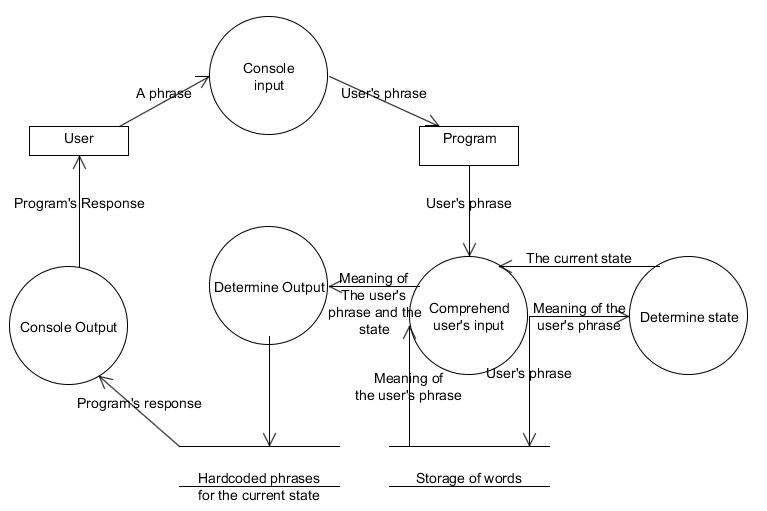 Console
input
A phrase
User's phrase
User
Program
Program's Response
User's phrase
The current state
Determine Output
Meaning of
The user's
phrase and the
state
Comprehend
user's input
Meaning of the
user's phrase
Determine state
Console Output
Meaning of
the user's phrase
User's phrase
Program's response
Hardcoded phrases
for the current state
Storage of words